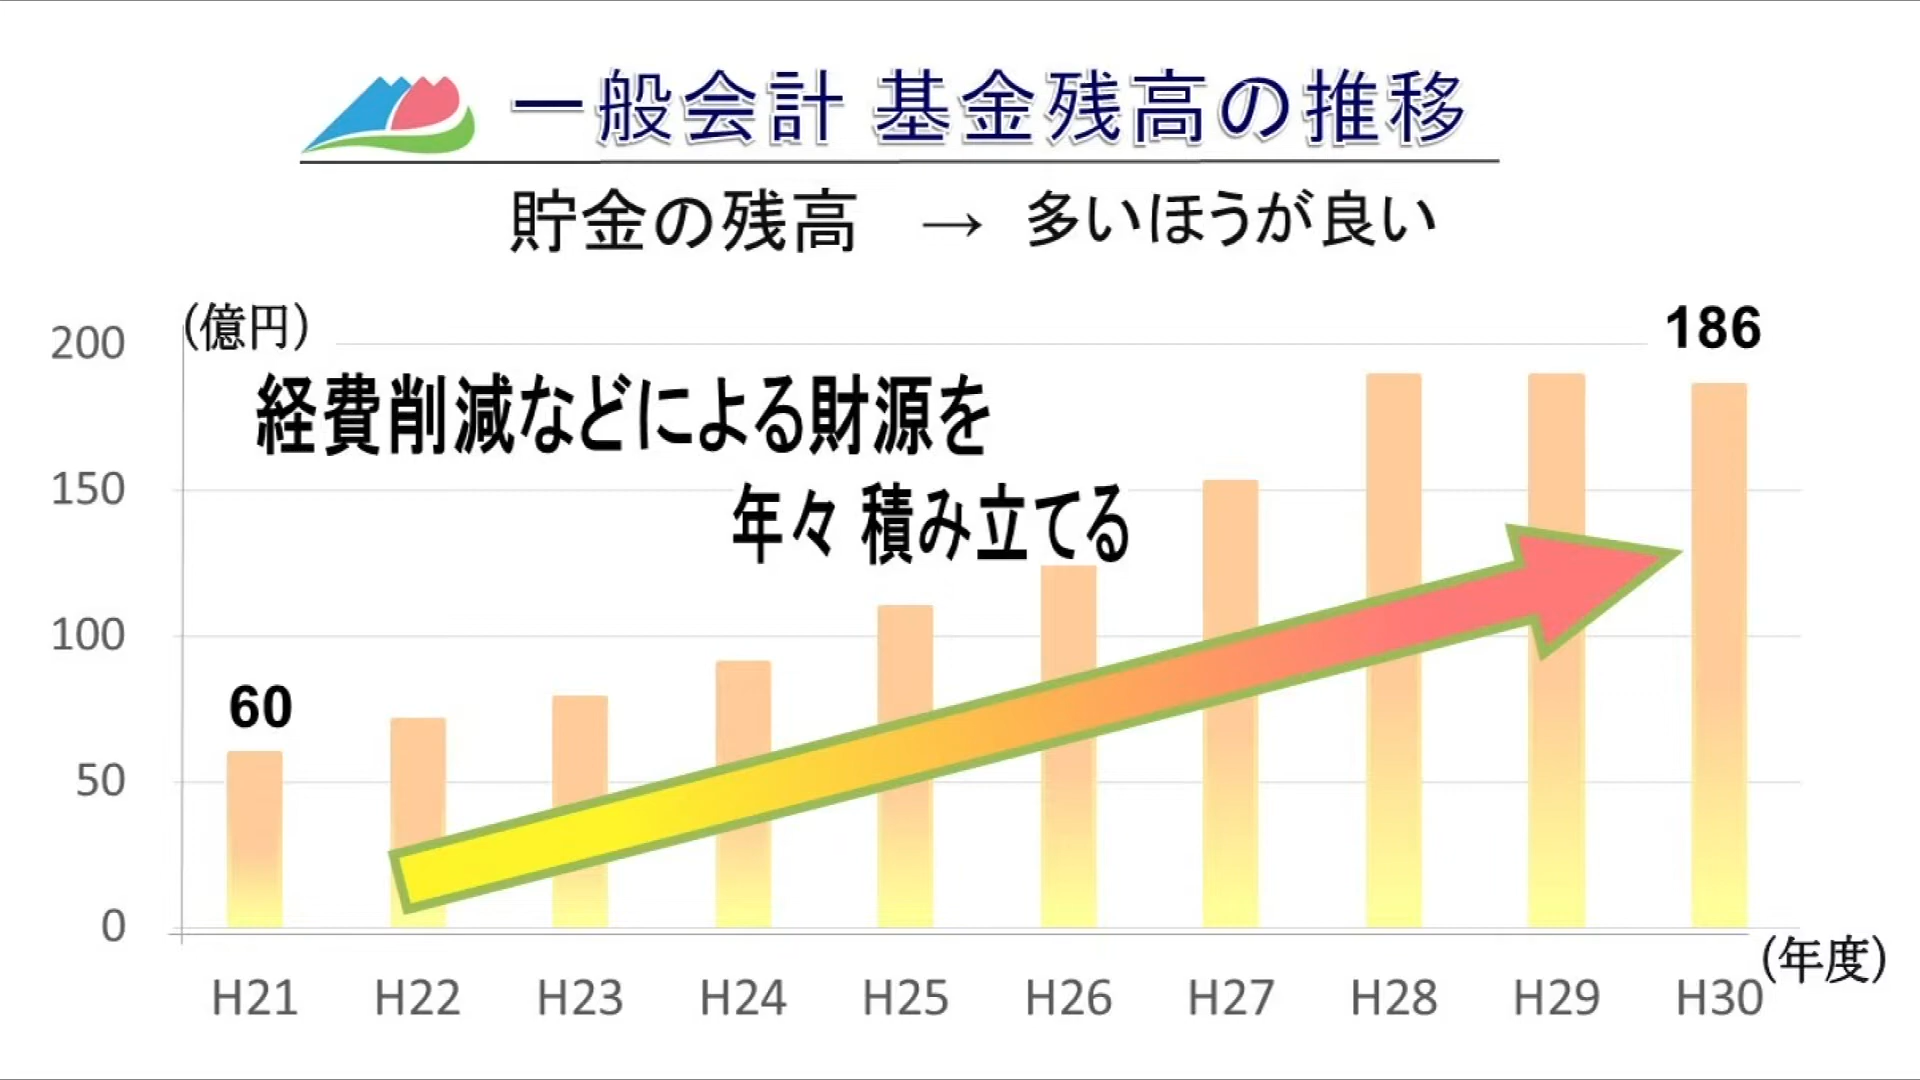 一般会計 基金残高の推移
貯金の残高 → 多いほうが良い
(億円)
経費削減などによる財源を
年々 積み立てる
200
150
100
50
0
60
186
H21 H22 H23 H24 H25 H26 H27 H28 H29 H30
(年度)